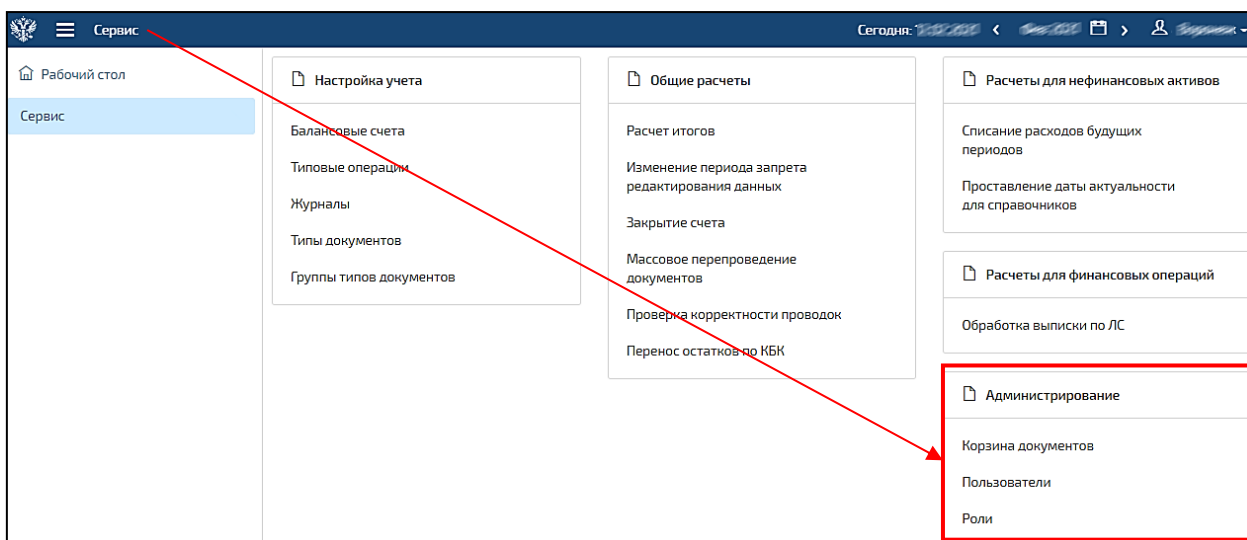 Сервис
Сегодня:
Рабочий стол
Сервис
Настройка учета
Балансовые счета
Типовые операции
Журналы
Типы документов
Группы типов документов
Общие расчеты
Расчет итогов
Изменение периода запрета
редактирования данных
Закрытие счета
Массовое перепроведение
документов
Проверка корректности проводок
Перенос остатков по КБК
Расчеты для нефинансовых активов
Списание расходов будущих
периодов
Проставление даты актуальности
для справочников
Расчеты для финансовых операций
Обработка выписки по ЛС
Администрирование
Корзина документов
Пользователи
Роли